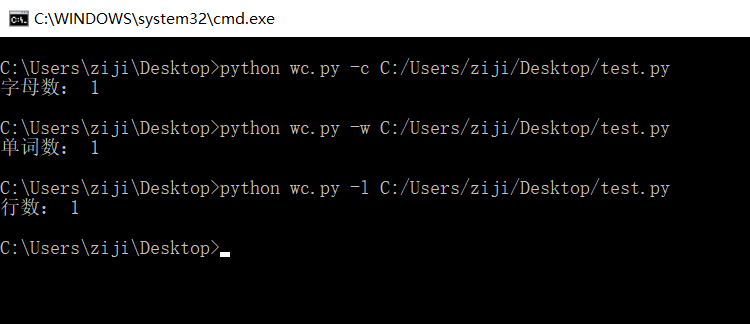 C:\WINDOWS\system32\cmd.exe
C:\Users\ziji\Desktop>python wc.py -c C:/Users/ziji/Desktop/test.py
字母数： 1
C:\Users\ziji\Desktop>python wc.py -w C:/Users/ziji/Desktop/test.py
单词数： 1
C:\Users\ziji\Desktop>python wc.py -l C:/Users/ziji/Desktop/test.py
行数： 1
C:\Users\ziji\Desktop>